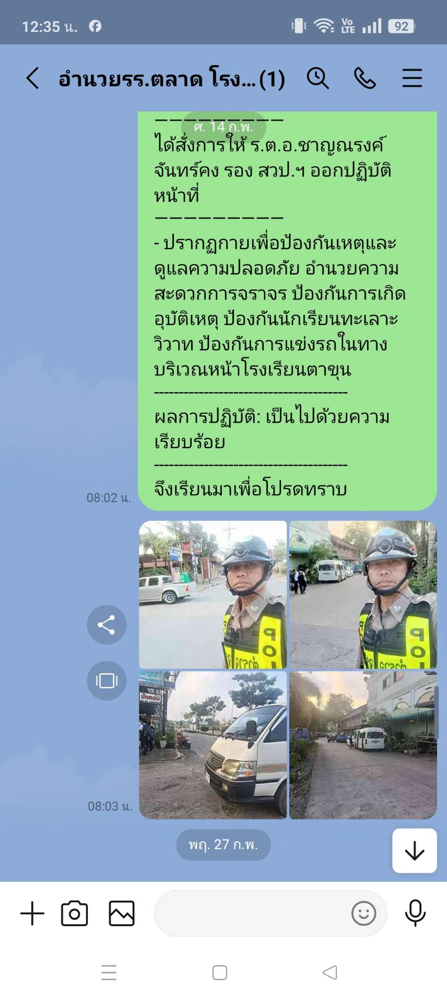 12:35 น.
Vo LTE
92
อำนวยรร.ตลาด โรง...(1)
ศ. 14 ก.พ.
—————————
ได้สั่งการให้ ร.ต.อ.ชาญณรงค์
จันทร์คง รอง สวป.ฯ ออกปฏิบัติ
หน้าที่
—————————
- ปรากฏกายเพื่อป้องกันเหตุและ
ดูแลความปลอดภัย อำนวยความ
สะดวกการจราจร ป้องกันการเกิด
อุบัติเหตุ ป้องกันนักเรียนทะเลาะ
วิวาท ป้องกันการแข่งรถในทาง
บริเวณหน้าโรงเรียนตาขุน
---------------------------------------
ผลการปฏิบัติ: เป็นไปด้วยความ
เรียบร้อย
---------------------------------------
จึงเรียนมาเพื่อโปรดทราบ
08:02 น.
08:03 น.
พฤ. 27 ก.พ.